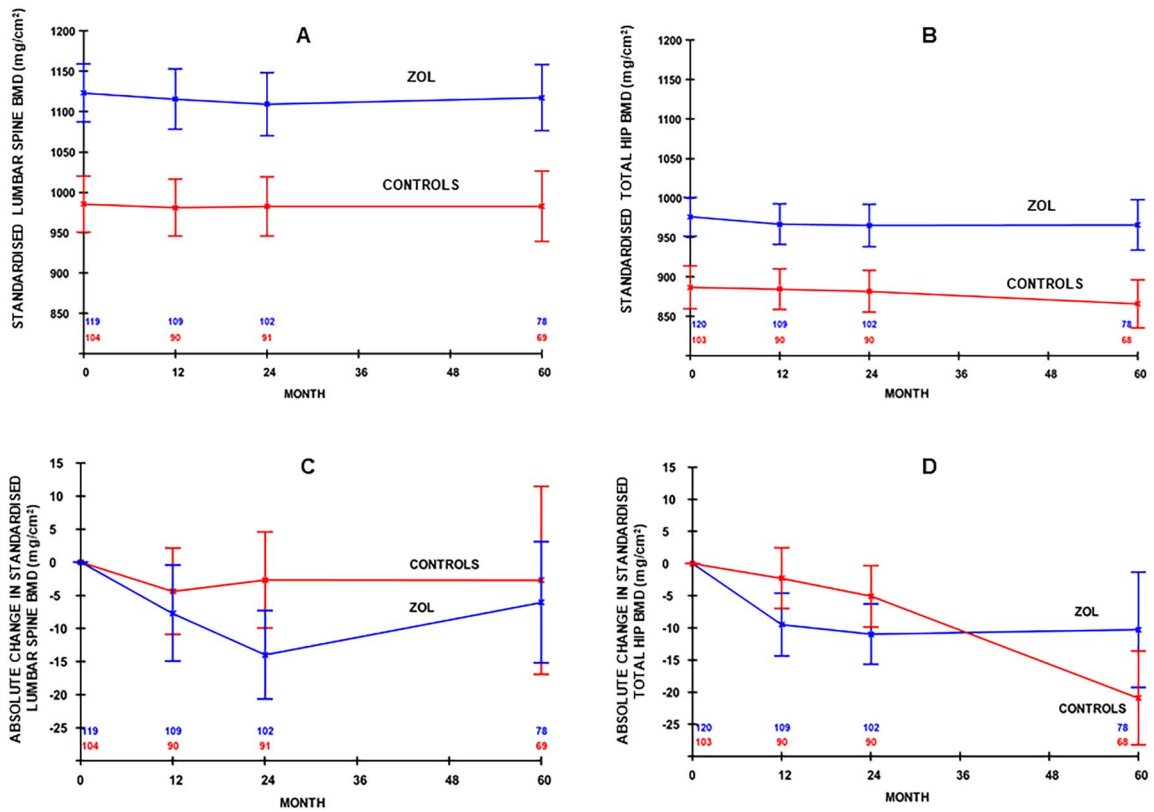 A
STANDARDISED LUMBAR SPINE BMD (mg/cm²)
1200
1150
1100
1050
1000
950
900
850
ZOL
CONTROLS
119 109 102 78
104 90 91 69
0 12 24 36 48 60
MONTH
B
STANDARDISED TOTAL HIP BMD (mg/cm²)
1200
1150
1100
1050
1000
950
900
850
ZOL
CONTROLS
120 109 102 78
103 90 90 68
0 12 24 36 48 60
MONTH
C
ABSOLUTE CHANGE IN STANDARDISED
LUMBAR SPINE BMD (mg/cm²)
15
10
5
0
-5
-10
-15
-20
-25
CONTROLS
ZOL
119 109 102 78
104 90 91 69
0 12 24 36 48 60
MONTH
D
ABSOLUTE CHANGE IN STANDARDISED
TOTAL HIP BMD (mg/cm²)
15
10
5
0
-5
-10
-15
-20
-25
ZOL
CONTROLS
120 109 102 78
103 90 90 68
0 12 24 36 48 60
MONTH